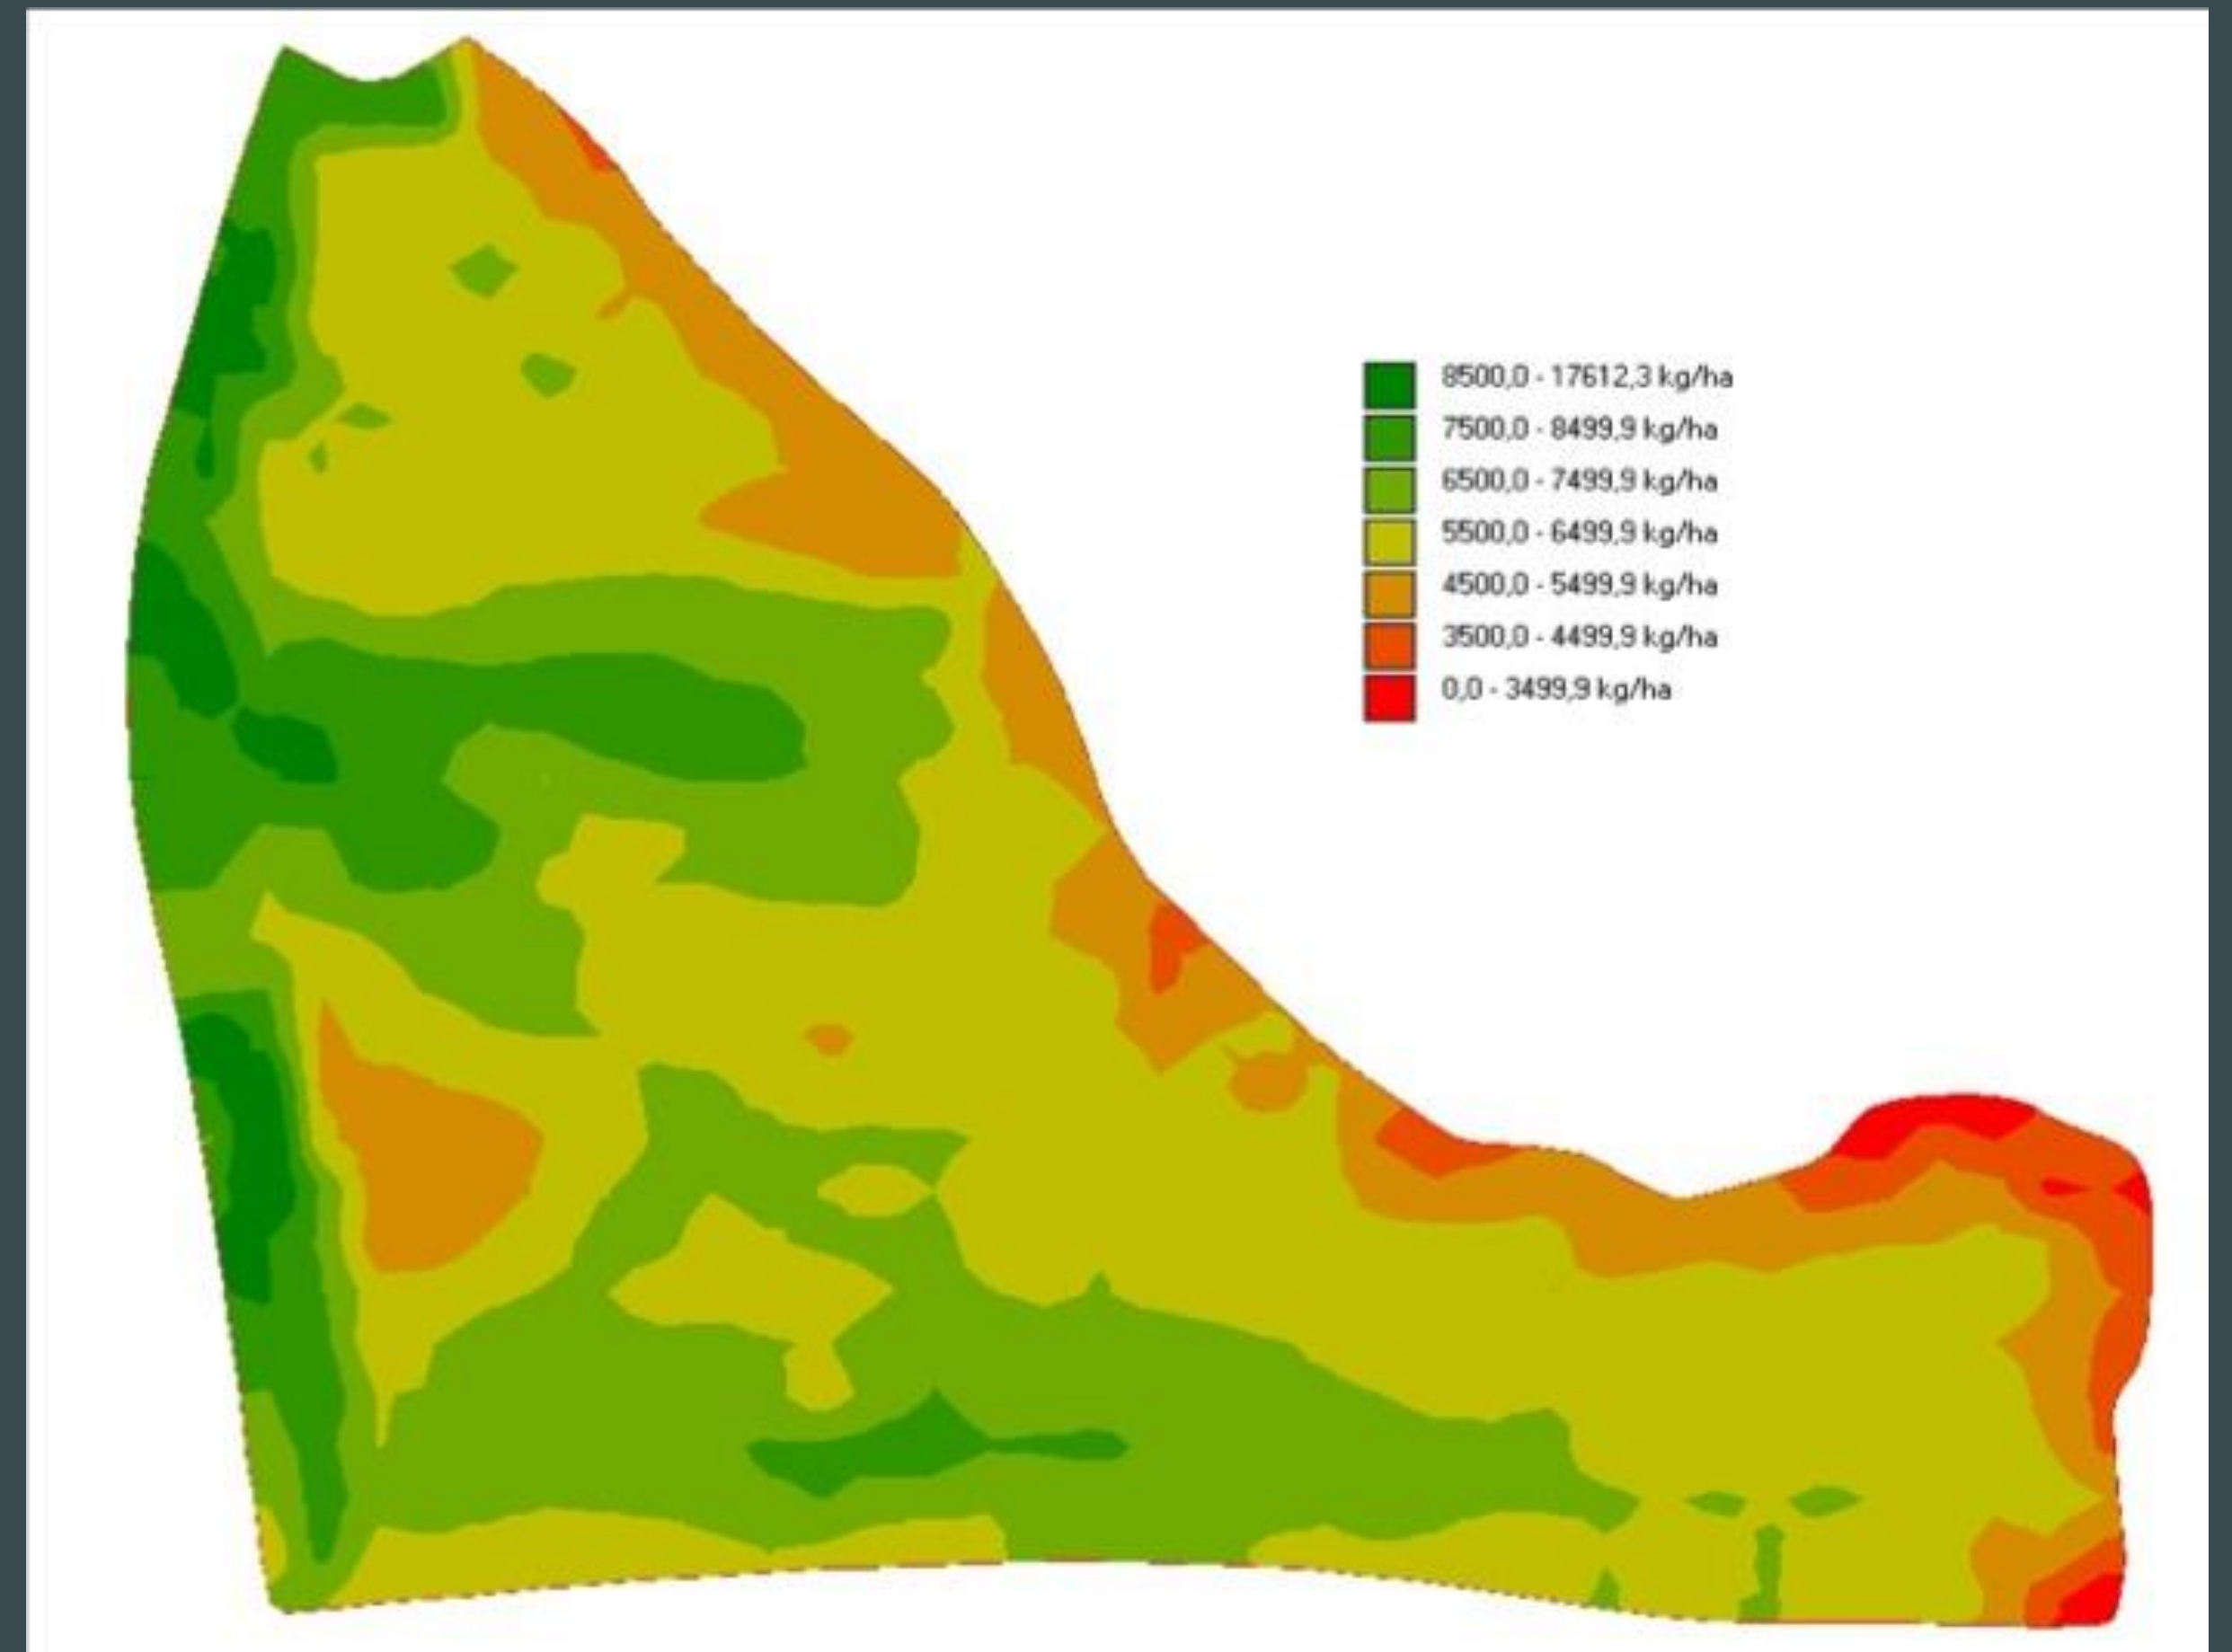 8500,0 - 17612,3 kg/ha
7500,0 - 8499,9 kg/ha
6500,0 - 7499,9 kg/ha
5500,0 - 6499,9 kg/ha
4500,0 - 5499,9 kg/ha
3500,0 - 4499,9 kg/ha
0,0 - 3499,9 kg/ha